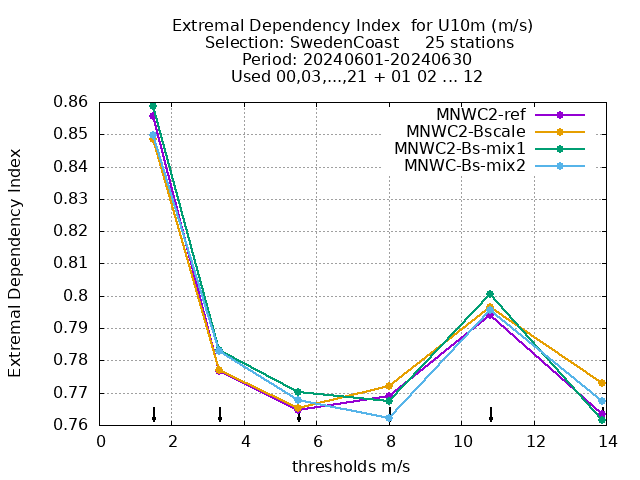 Extremal Dependency Index  for U10m (m/s)
Selection: SwedenCoast     25 stations
Period: 20240601-20240630
Used 00,03,...,21 + 01 02 ... 12
MNWC2-ref
MNWC2-Bscale
MNWC2-Bs-mix1
MNWC-Bs-mix2
Extremal Dependency Index
0.86
0.85
0.84
0.83
0.82
0.81
0.8
0.79
0.78
0.77
0.76
0 2 4 6 8 10 12 14
thresholds m/s